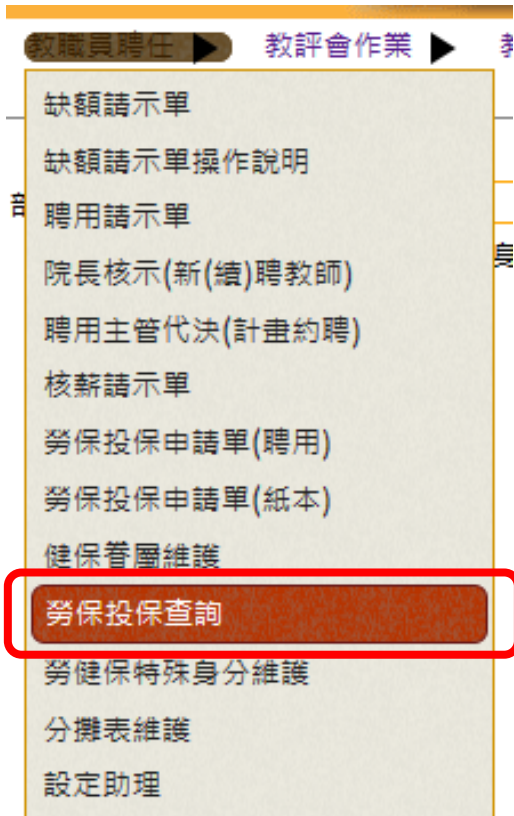 教職員聘任 ▶ 教評會作業 ▶
缺額請示單
缺額請示單操作說明
聘用請示單
院長核示(新(續)聘教師)
聘用主管代決(計畫約聘)
核薪請示單
勞保投保申請單(聘用)
勞保投保申請單(紙本)
健保眷屬維護
勞保投保查詢
勞健保特殊身分維護
分攤表維護
設定助理